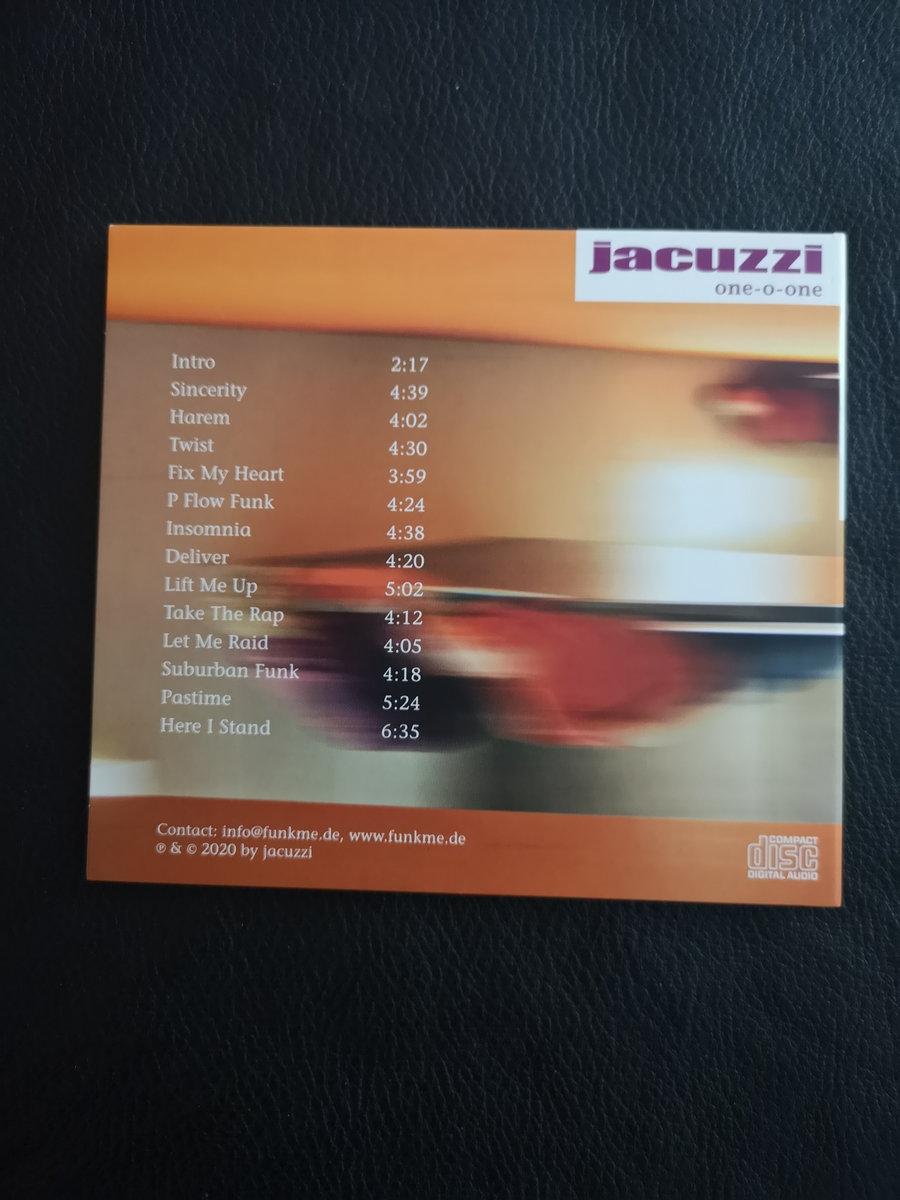 jacuzzi
one-o-one
Intro 2:17
Sincerity 4:39
Harem 4:02
Twist 4:30
Fix My Heart 3:59
P Flow Funk 4:24
Insomnia 4:38
Deliver 4:20
Lift Me Up 5:02
Take The Rap 4:12
Let Me Raid 4:05
Suburban Funk 4:18
Pastime 5:24
Here I Stand 6:35
Contact: info@funkme.de, www.funkme.de
℗ & © 2020 by jacuzzi
COMPACT
disc
DIGITAL AUDIO